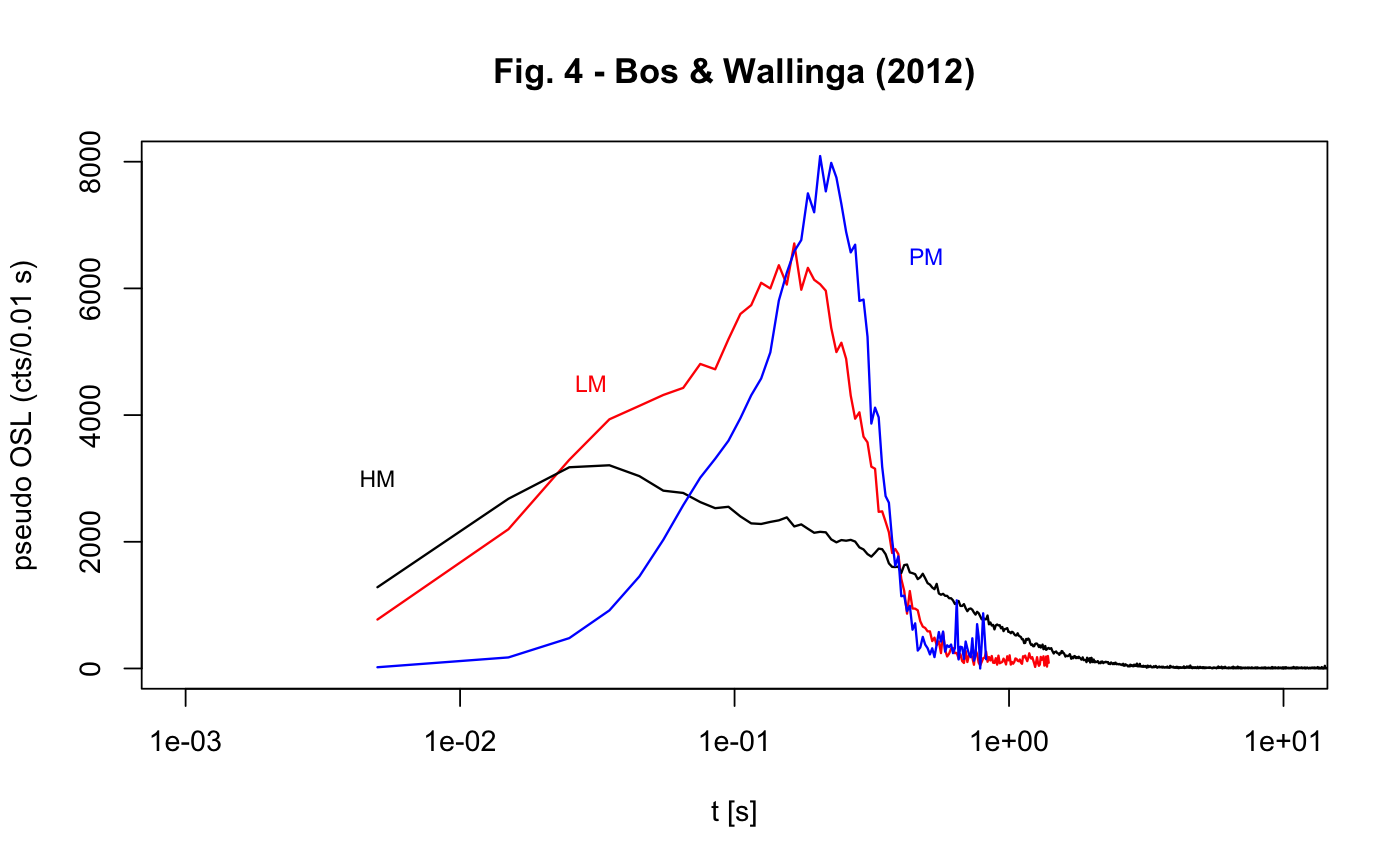 Fig. 4 - Bos & Wallinga (2012)
pseudo OSL (cts/0.01 s)
8000
6000
4000
2000
0
PM
LM
HM
1e-03 1e-02 1e-01 1e+00 1e+01
t [s]